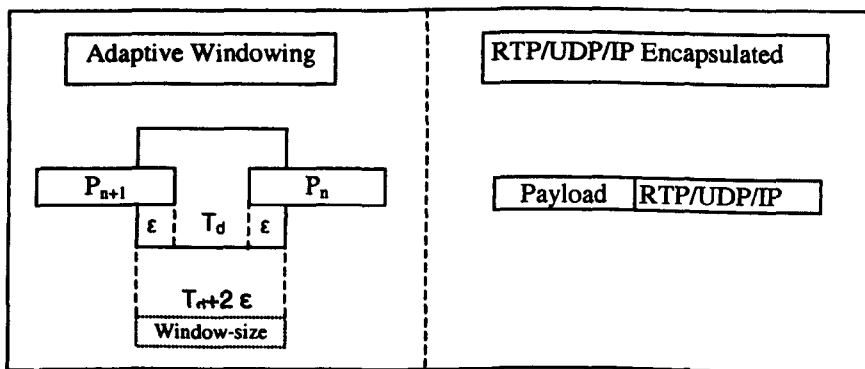 Adaptive Windowing
P_{n+1}
P_n
ε
T_d
ε
T_d+2 ε
Window-size
RTP/UDP/IP Encapsulated
Payload
RTP/UDP/IP